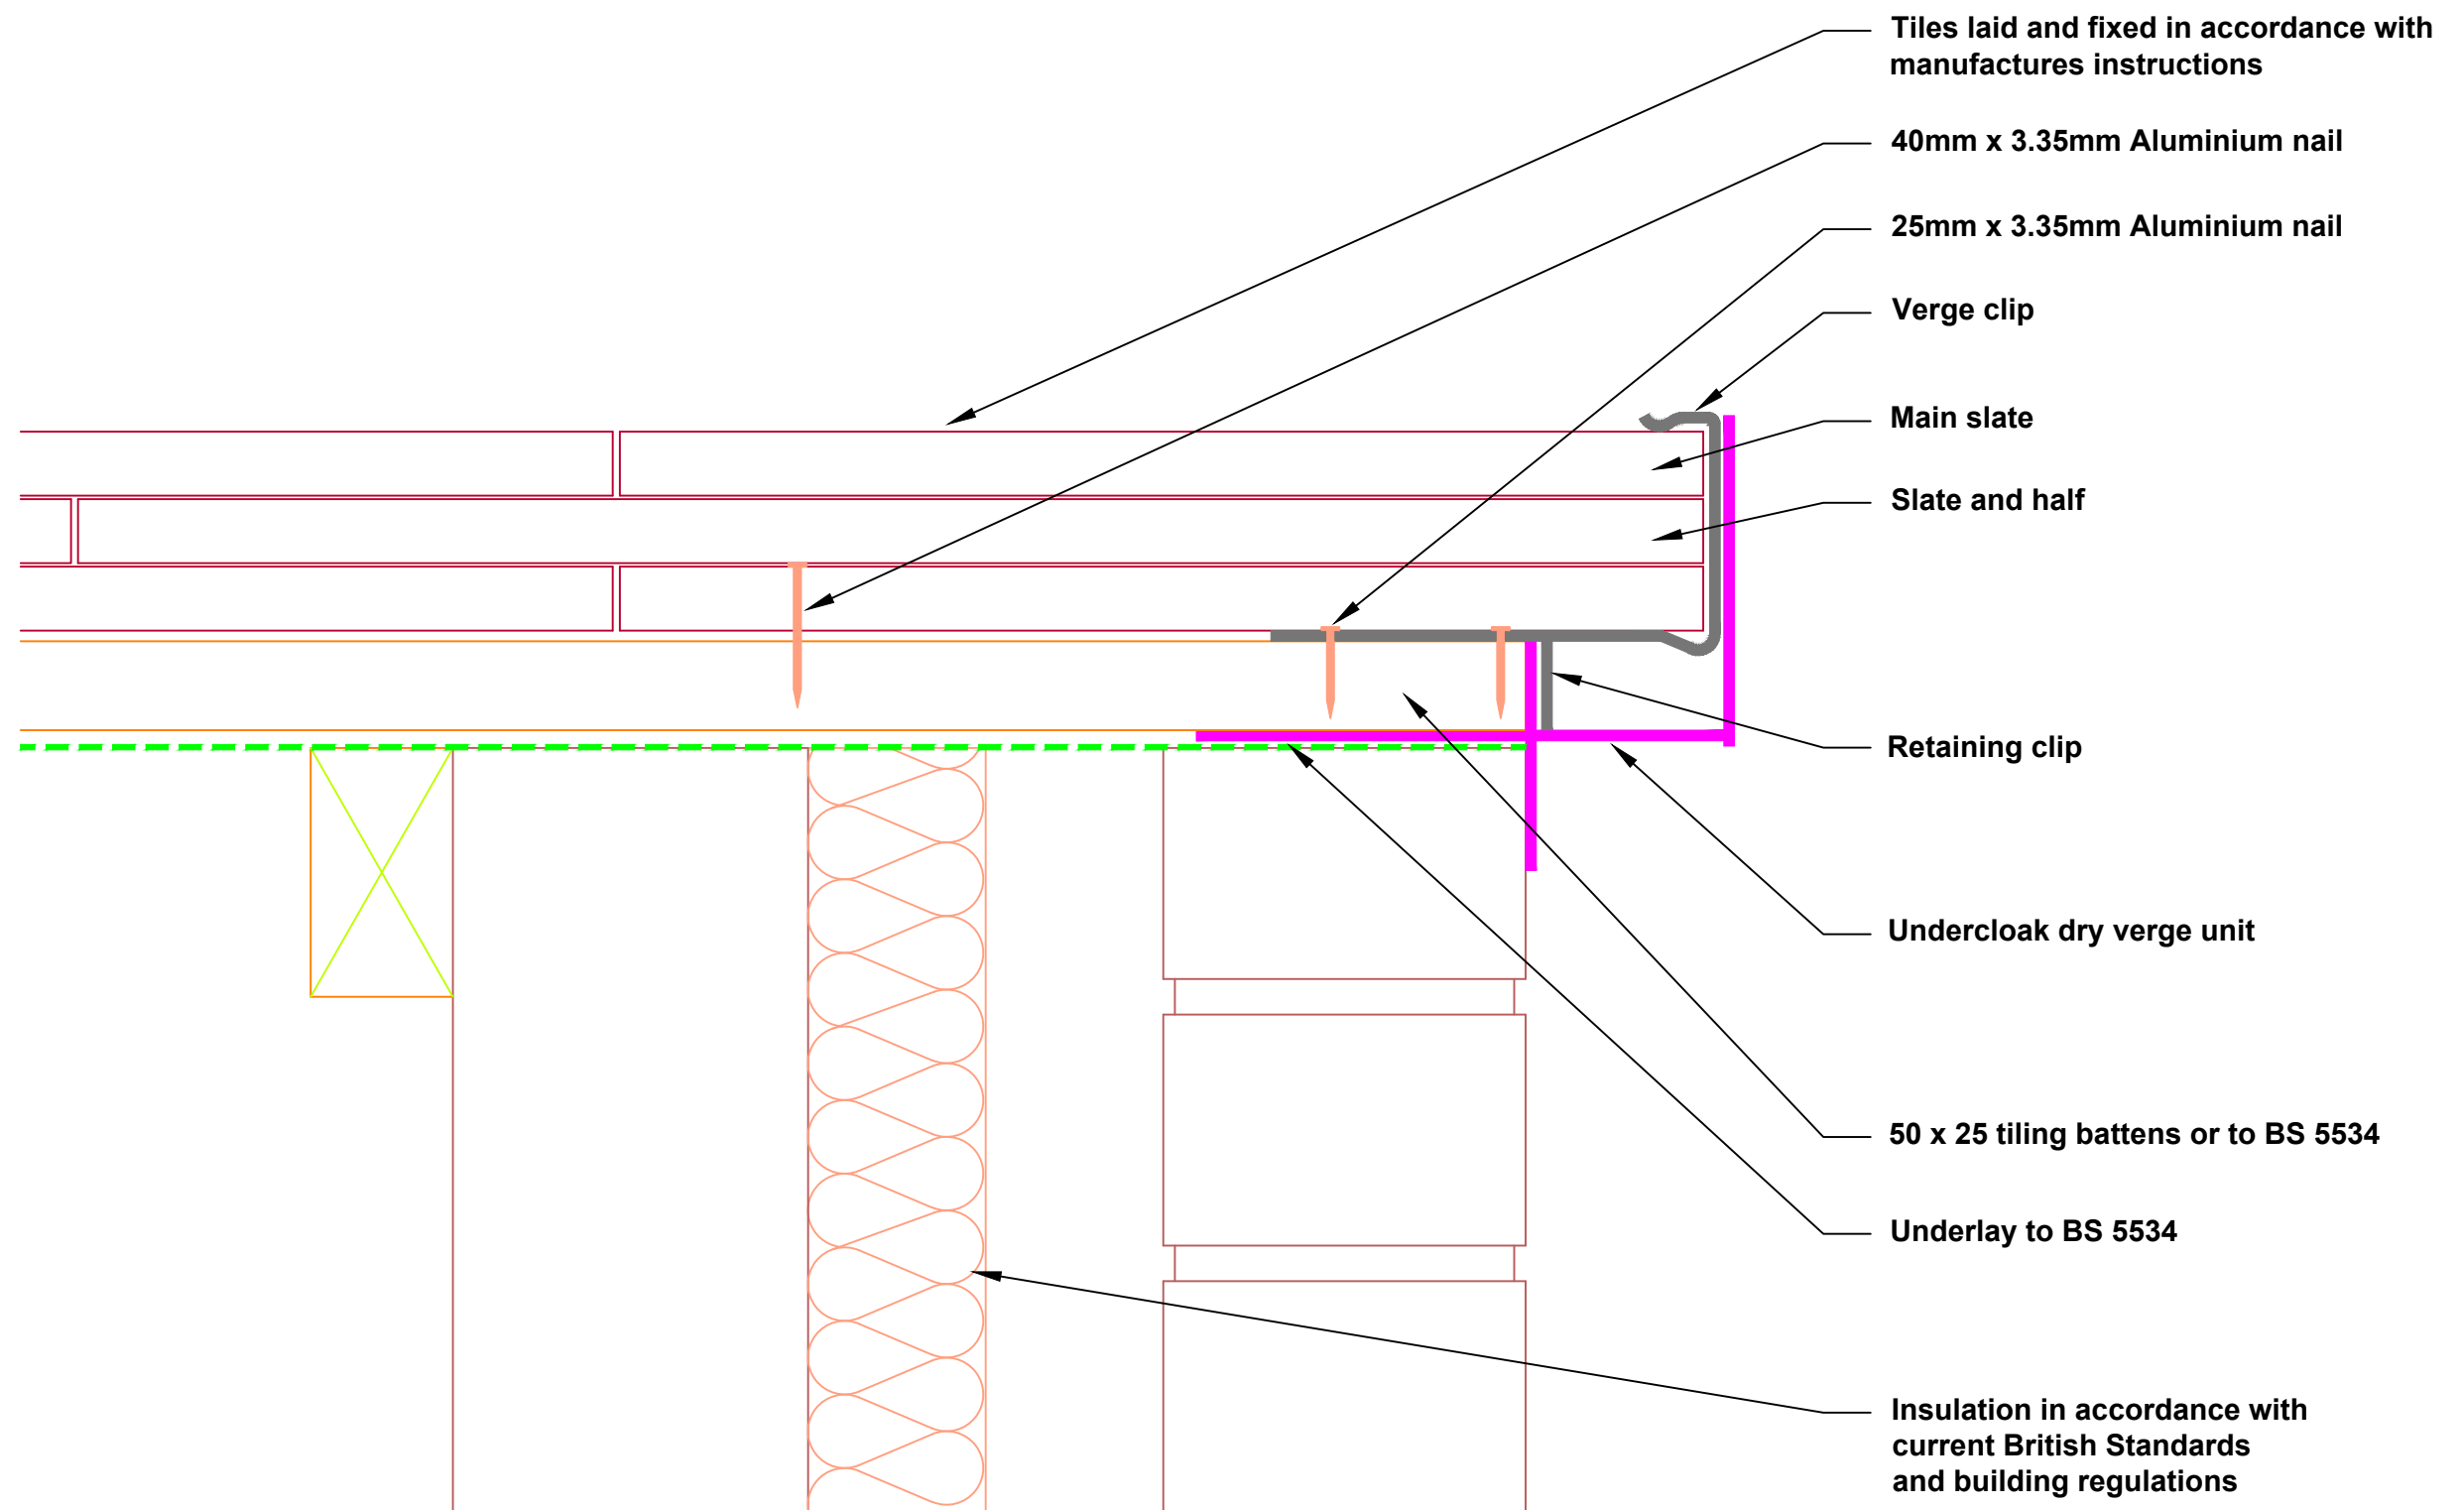 Tiles laid and fixed in accordance with
manufactures instructions
40mm x 3.35mm Aluminium nail
25mm x 3.35mm Aluminium nail
Verge clip
Main slate
Slate and half
Retaining clip
Undercloak dry verge unit
50 x 25 tiling battens or to BS 5534
Underlay to BS 5534
Insulation in accordance with
current British Standards
and building regulations